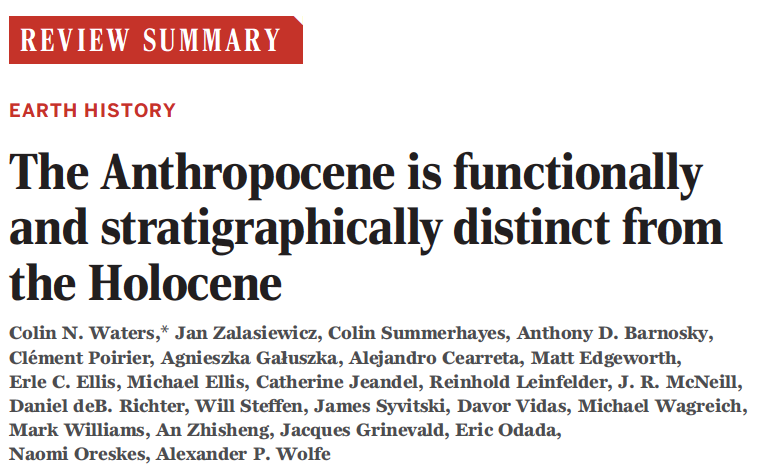 REVIEW SUMMARY
EARTH HISTORY
The Anthropocene is functionally
and stratigraphically distinct from
the Holocene
Colin N. Waters,* Jan Zalasiewicz, Colin Summerhayes, Anthony D. Barnosky,
Clément Poirier, Agnieszka Gałuszka, Alejandro Cearreta, Matt Edgeworth,
Erle C. Ellis, Michael Ellis, Catherine Jeandel, Reinhold Leinfelder, J. R. McNeill,
Daniel deB. Richter, Will Steffen, James Syvitski, Davor Vidas, Michael Wagreich,
Mark Williams, An Zhisheng, Jacques Grinevald, Eric Odada,
Naomi Oreskes, Alexander P. Wolfe